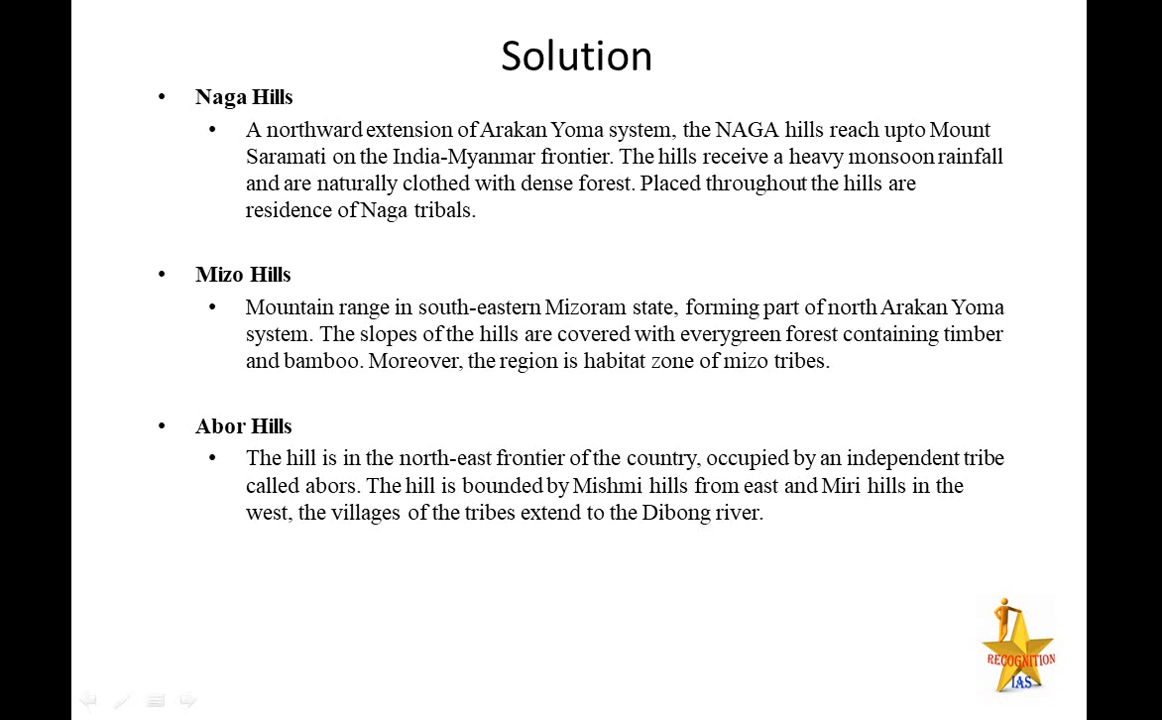 Solution
• Naga Hills
• A northward extension of Arakan Yoma system, the NAGA hills reach upto Mount
Saramati on the India-Myanmar frontier. The hills receive a heavy monsoon rainfall
and are naturally clothed with dense forest. Placed throughout the hills are
residence of Naga tribals.
• Mizo Hills
• Mountain range in south-eastern Mizoram state, forming part of north Arakan Yoma
system. The slopes of the hills are covered with everygreen forest containing timber
and bamboo. Moreover, the region is habitat zone of mizo tribes.
• Abor Hills
• The hill is in the north-east frontier of the country, occupied by an independent tribe
called abors. The hill is bounded by Mishmi hills from east and Miri hills in the
west, the villages of the tribes extend to the Dibong river.
RECOGNITION
IAS